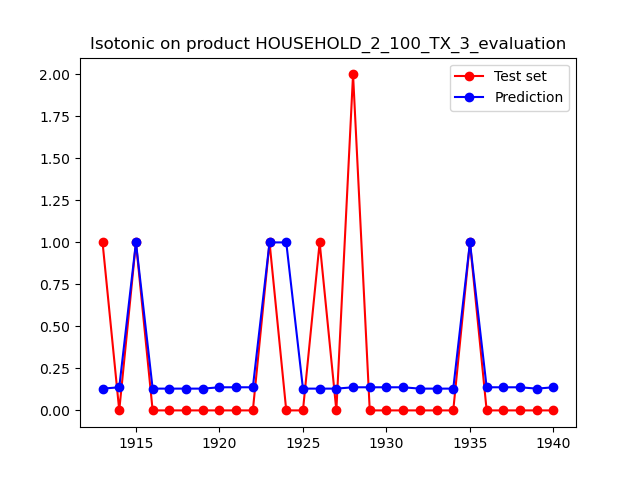 Isotonic on product HOUSEHOLD_2_100_TX_3_evaluation
Test set
Prediction
2.00
1.75
1.50
1.25
1.00
0.75
0.50
0.25
0.00
1915 1920 1925 1930 1935 1940